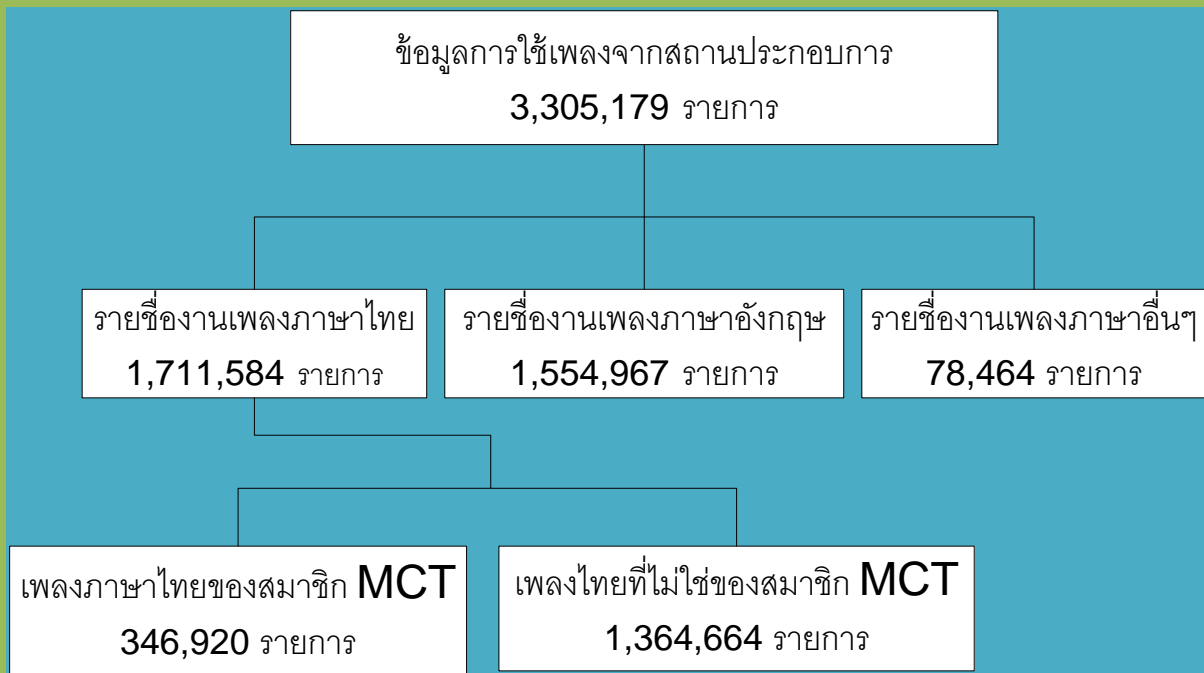 ข้อมูลการใช้เพลงจากสถานประกอบการ
3,305,179 รายการ
รายชื่องานเพลงภาษาไทย
1,711,584 รายการ
รายชื่องานเพลงภาษาอังกฤษ
1,554,967 รายการ
รายชื่องานเพลงภาษาอื่นๆ
78,464 รายการ
เพลงภาษาไทยของสมาชิก MCT
346,920 รายการ
เพลงไทยที่ไม่ใช่ของสมาชิก MCT
1,364,664 รายการ